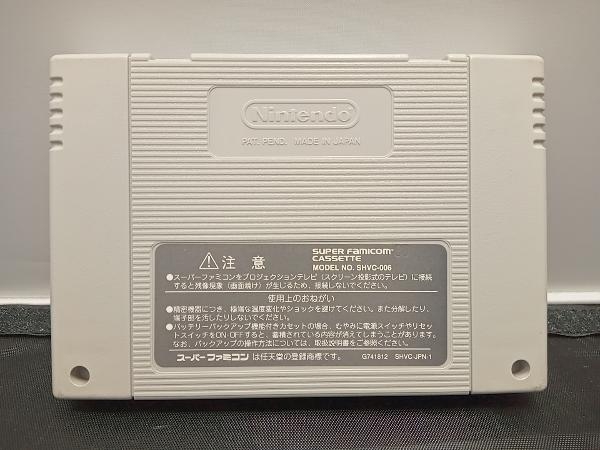 Nintendo
PAT. PEND. MADE IN JAPAN
⚠注 意
SUPER FAMICOM
CASSETTE
MODEL NO. SHVC-006
●スーパーファミコンをプロジェクションテレビ（スクリーン投影式のテレビ）に接続
すると残像現象（画面焼け）が生じるため、接続しないでください。
使用上のおねがい
●精密機器につき、極端な温度変化やショックを避けてください。また分解したり、
端子部を汚したりしないでください。
●バッテリーバックアップ機能付きカセットの場合、むやみに電源スイッチやリセッ
トスイッチをON-OFFすると、蓄積されている内容が消えてしまうことがあります。
なお、バックアップの操作方法については、取扱説明書をご参照ください。
スーパーファミコン は任天堂の登録商標です。
G741812 SHVC-JPN-1